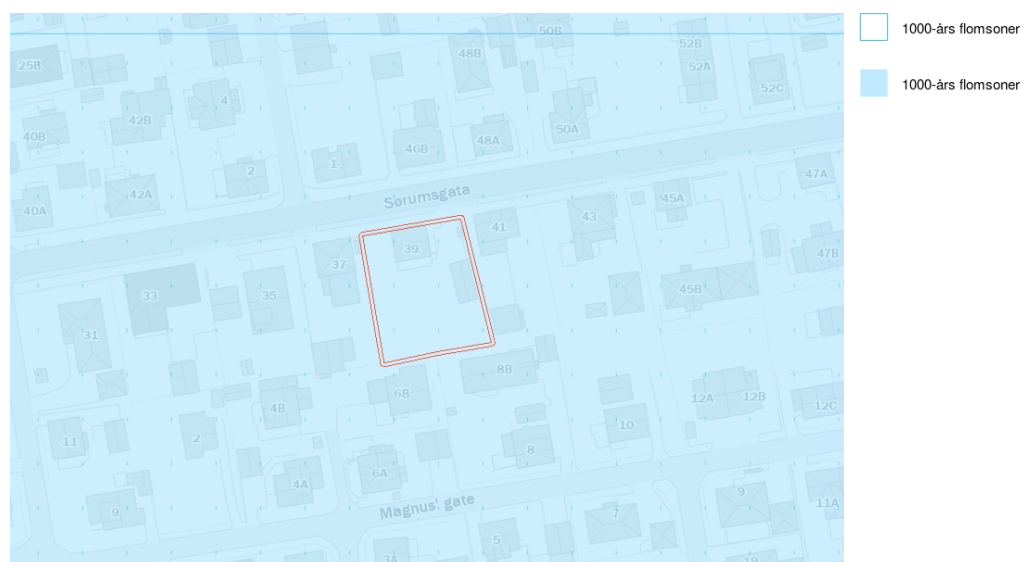 1000-års flomsoner
1000-års flomsoner
50B
48B
52B
52A
25B
52C
4
42B
50A
40B
48A
46B
1
2
47A
42A
45A
Sørumsgata
40A
43
41
39
47B
37
45B
35
33
31
8B
6B
12A
12B
12C
4B
10
2
11
8
6A
4A
9
11A
Magnus' gate
9
7
5
3A
19